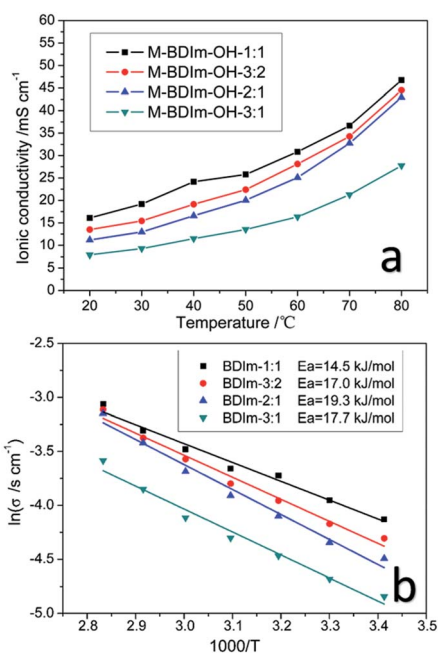 60
55
50
45
40
35
30
25
20
15
10
5
0
Ionic conductivity /mS cm⁻¹
M-BDIm-OH-1:1
M-BDIm-OH-3:2
M-BDIm-OH-2:1
M-BDIm-OH-3:1
a
20 30 40 50 60 70 80
Temperature /℃
-2.5
-3.0
-3.5
-4.0
-4.5
-5.0
ln(σ /s cm⁻¹)
BDIm-1:1 Ea=14.5 kJ/mol
BDIm-3:2 Ea=17.0 kJ/mol
BDIm-2:1 Ea=19.3 kJ/mol
BDIm-3:1 Ea=17.7 kJ/mol
b
2.8 2.9 3.0 3.1 3.2 3.3 3.4 3.5
1000/T